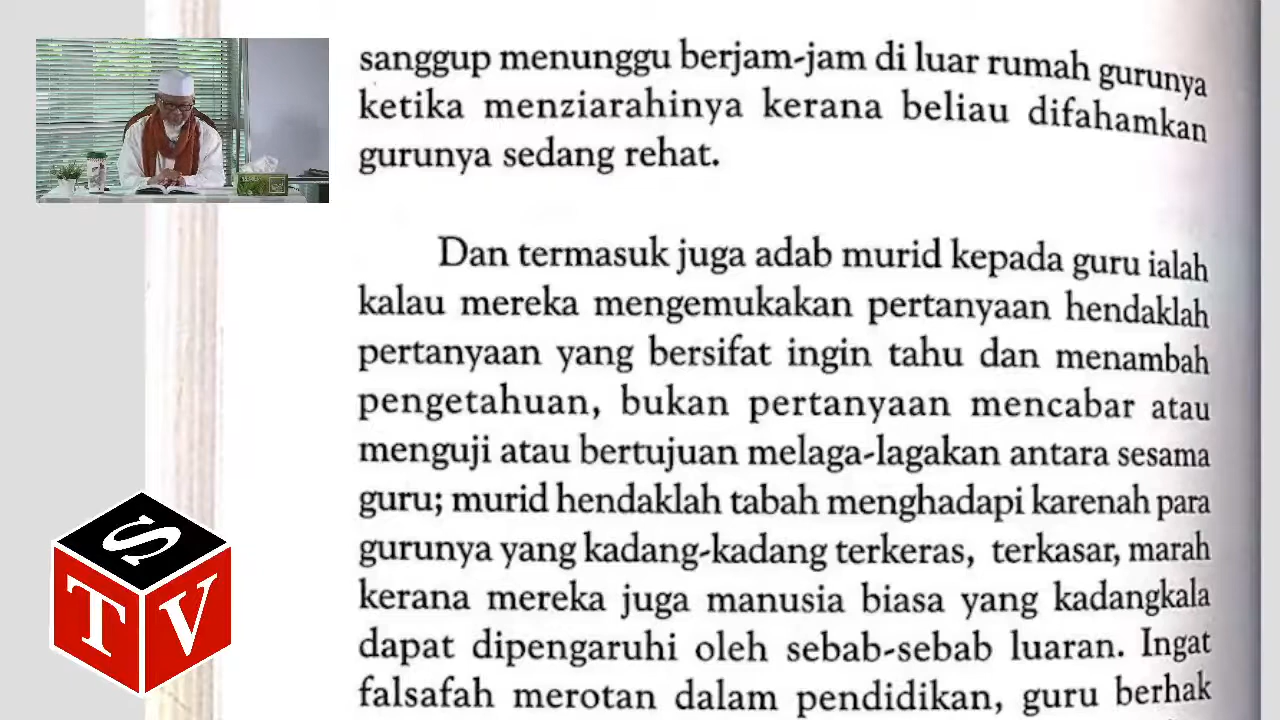 sanggup menunggu berjam-jam di luar rumah gurunya
ketika menziarahinya kerana beliau difahamkan
gurunya sedang rehat.
Dan termasuk juga adab murid kepada guru ialah
kalau mereka mengemukakan pertanyaan hendaklah
pertanyaan yang bersifat ingin tahu dan menambah
pengetahuan, bukan pertanyaan mencabar atau
menguji atau bertujuan melaga-lagakan antara sesama
guru; murid hendaklah tabah menghadapi karenah para
gurunya yang kadang-kadang terkeras, terkasar, marah
kerana mereka juga manusia biasa yang kadangkala
dapat dipengaruhi oleh sebab-sebab luaran. Ingat
falsafah merotan dalam pendidikan, guru berhak
S
T V